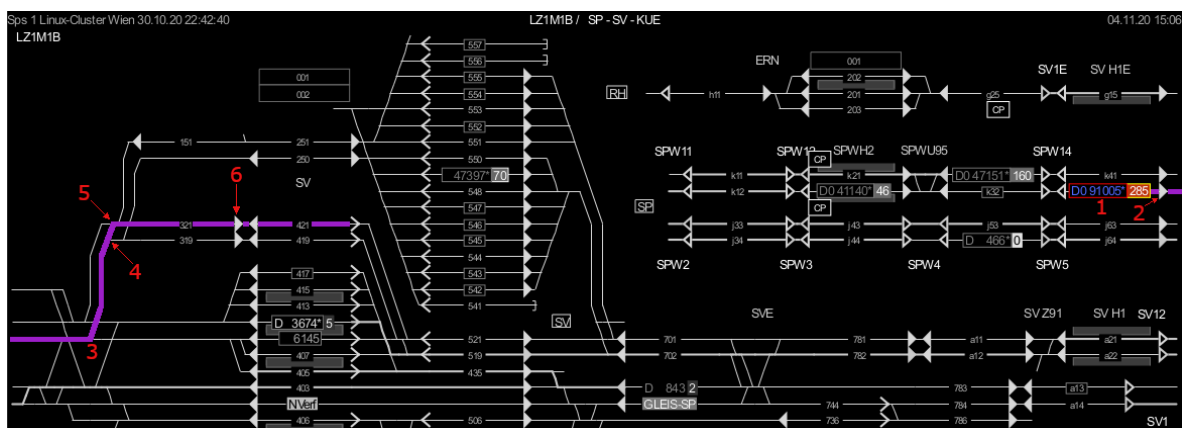 Sps 1 Linux-Cluster Wien 30.10.20 22:42:40 LZ1M1B / SP - SV - KUE 04.11.20 15:06
LZ1M1B
557
556
ERN 001
001 555 202 SV1E SV H1E
002 554 RH h11 201 g25 g15
553 203 CP
552
151 251 551 SPW11 CP SPWH2 SPWU95 SPW14
250 550
6 SV 47397* 70 k11 k21 D0 47151* 160 k41
5 548 k12 D0 41140* 46 k32 D0 91005* 285
547 SP CP 1 2
321 421 546 j33 j43 j53 j63
4 319 419 545 j34 j44 D 466* 0 j64
544 SPW2 SPW3 SPW4 SPW5
417 543
415 542
413 541 SVE SV Z91 SV H1 SV12
D 3674* 5 SV
3 6145 521 701 781 a11 a21
407 519 702 782 a12 a22
405 435
403 D 843 2 783 a13
NVerf GLEIS-SP 744 784 a14
406 506 736 786 SV1